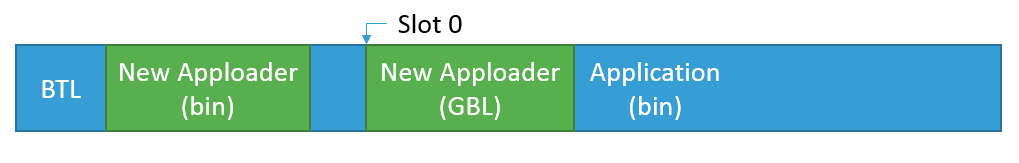 Slot 0
BTL
New Apploader
(bin)
New Apploader
(GBL)
Application
(bin)